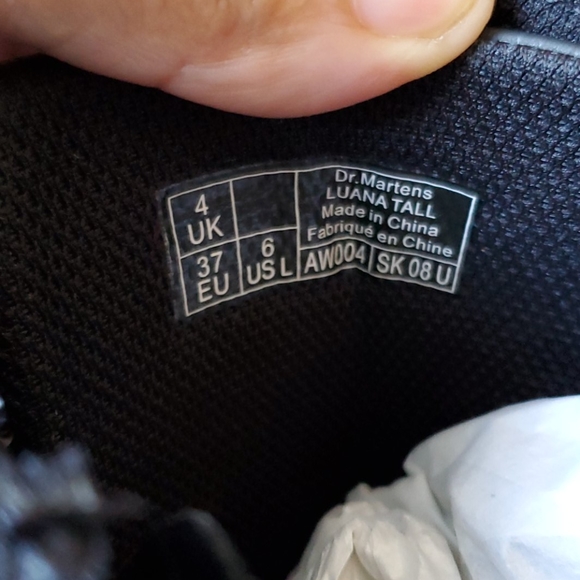 4
UK
37
EU
6
US L
Dr.Martens
LUANA TALL
Made in China
Fabriqué en Chine
AW004
SK 08 U